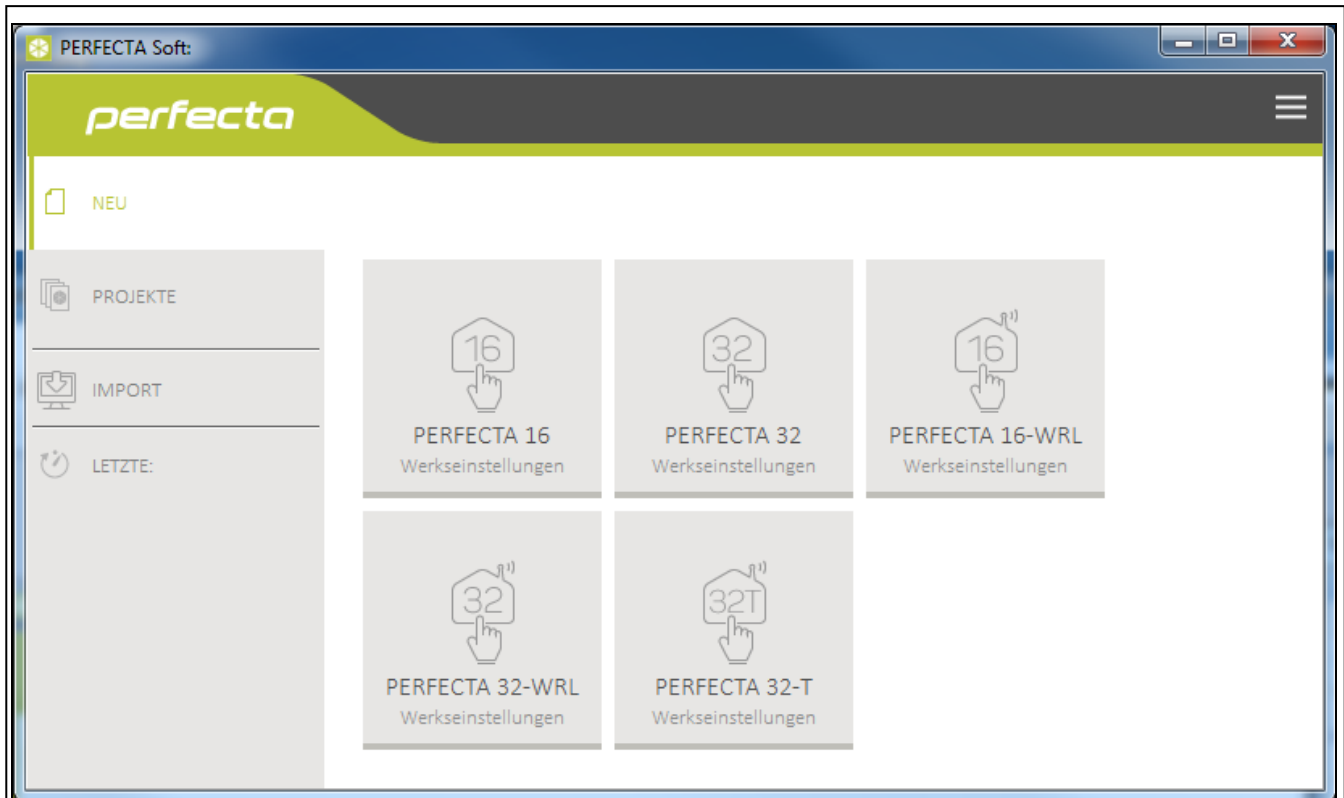 PERFECTA Soft:
perfecta
NEU
PROJEKTE
IMPORT
LETZTE:
16
PERFECTA 16
Werkseinstellungen
32
PERFECTA 32
Werkseinstellungen
16
PERFECTA 16-WRL
Werkseinstellungen
32
PERFECTA 32-WRL
Werkseinstellungen
32T
PERFECTA 32-T
Werkseinstellungen